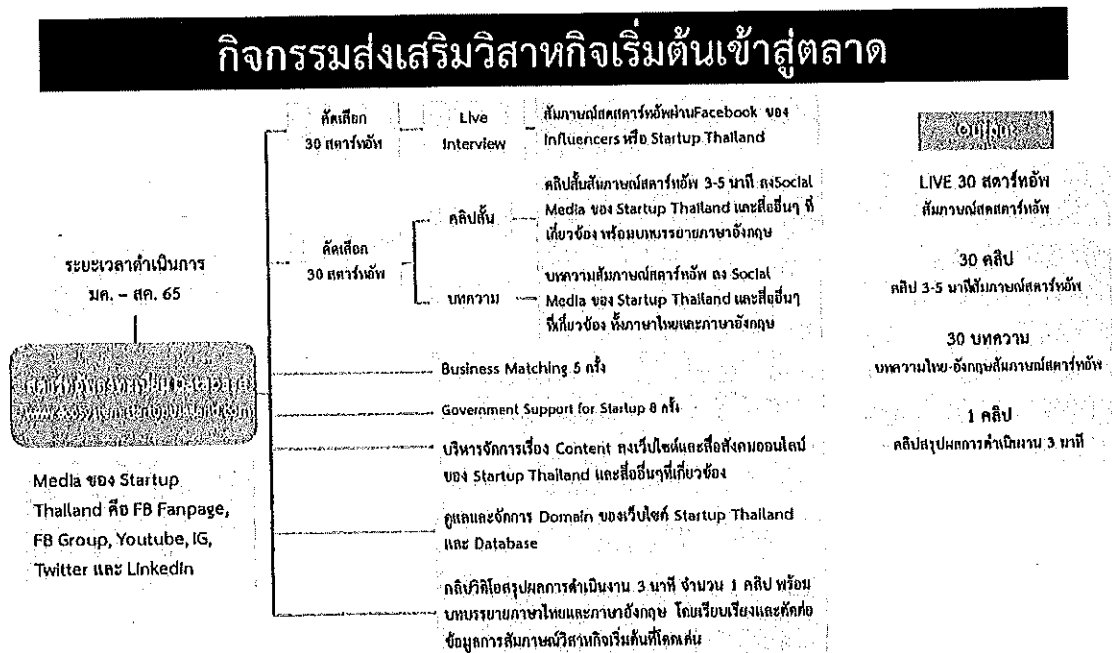 กิจกรรมส่งเสริมวิสาหกิจเริ่มต้นเข้าสู่ตลาด
ระยะเวลาดำเนินการ
มค. – สค. 65
Database
Media ของ Startup
Thailand คือ FB Fanpage,
FB Group, Youtube, IG,
Twitter และ Linkedin
คัดเลือก
30 สตาร์ทอัพ
Live
Interview
สัมภาษณ์สดสตาร์ทอัพผ่านFacebook ของ
Influencers หรือ Startup Thailand
คัดเลือก
30 สตาร์ทอัพ
คลิปสั้น
คลิปสั้นสัมภาษณ์สตาร์ทอัพ 3-5 นาที ลงSocial
Media ของ Startup Thailand และสื่ออื่นๆ ที่
เกี่ยวข้อง พร้อมบทบรรยายภาษาอังกฤษ
บทความ
บทความสัมภาษณ์สตาร์ทอัพ ลง Social
Media ของ Startup Thailand และสื่ออื่นๆ
ที่เกี่ยวข้อง ทั้งภาษาไทยและภาษาอังกฤษ
Business Matching 5 ครั้ง
Government Support for Startup 8 ครั้ง
บริหารจัดการเรื่อง Content ลงเว็ปไซต์และสื่อสังคมออนไลน์
ของ Startup Thailand และสื่ออื่นๆที่เกี่ยวข้อง
ดูแลและจัดการ Domain ของเว็บไซต์ Startup Thailand
และ Database
คลิปวิดีโอสรุปผลการดำเนินงาน 3 นาที จำนวน 1 คลิป พร้อม
บทบรรยายภาษาไทยและภาษาอังกฤษ โดยเรียบเรียงและตัดต่อ
ข้อมูลการสัมภาษณ์วิสาหกิจเริ่มต้นที่โดดเด่น
Output
LIVE 30 สตาร์ทอัพ
สัมภาษณ์สดสตาร์ทอัพ
30 คลิป
คลิป 3-5 นาทีสัมภาษณ์สตาร์ทอัพ
30 บทความ
บทความไทย-อังกฤษสัมภาษณ์สตาร์ทอัพ
1 คลิป
คลิปสรุปผลการดำเนินงาน 3 นาที